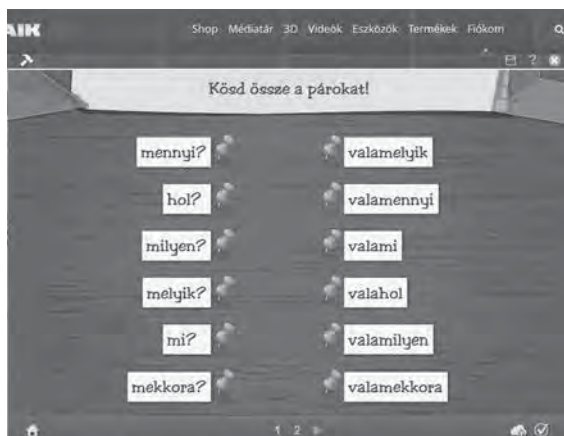 AIK Shop Médiatár 3D Videók Eszközök Termékek Fiókom
?
Kösd össze a párokat!
mennyi? valamelyik
hol? valamennyi
milyen? valami
melyik? valahol
mi? valamilyen
mekkora? valamekkora
1 2